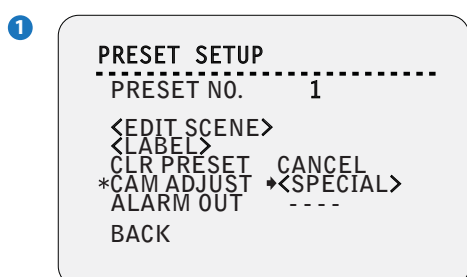 1
PRESET SETUP
PRESET NO. 1
<EDIT SCENE>
<LABEL>
CLR PRESET CANCEL
*CAM ADJUST ➧<SPECIAL>
ALARM OUT ----
BACK